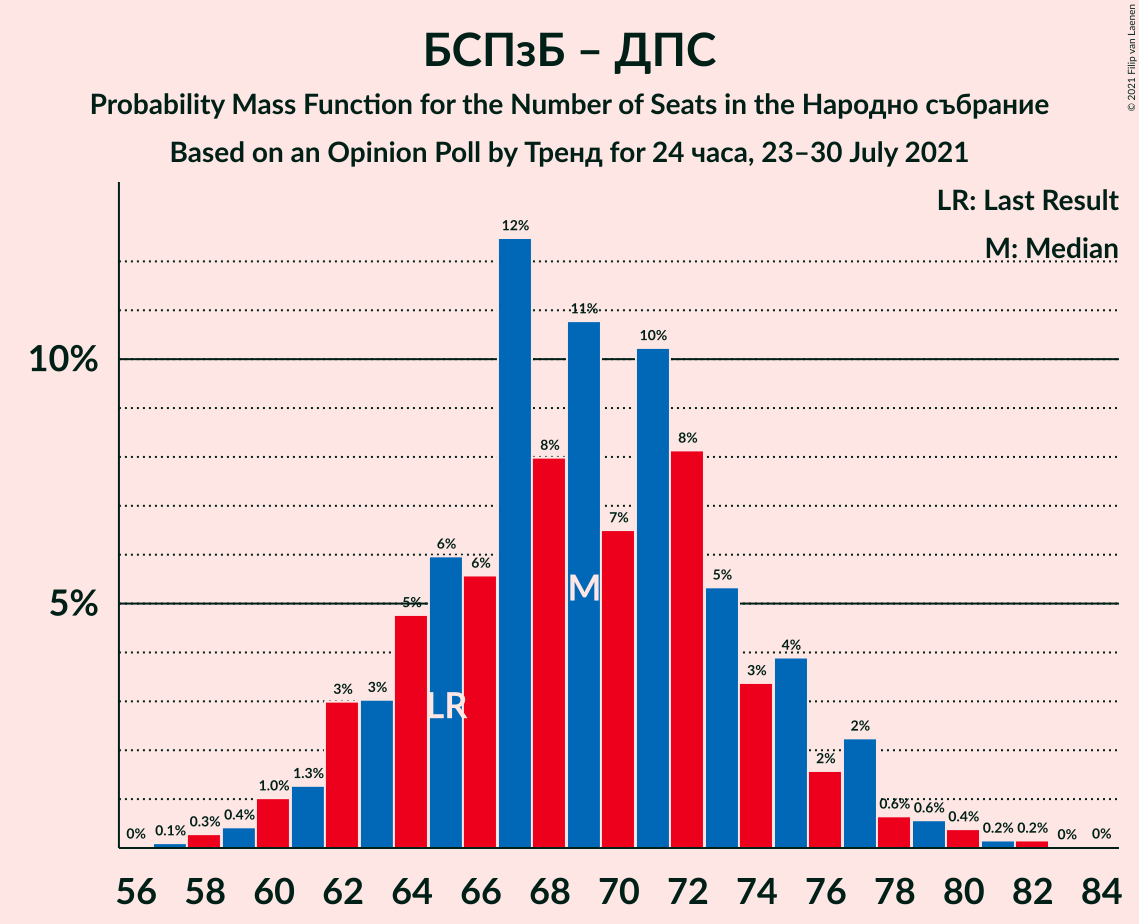 БСПзБ – ДПС
Probability Mass Function for the Number of Seats in the Народно събрание
Based on an Opinion Poll by Тренд for 24 часа, 23–30 July 2021
© 2021 Filip van Laenen
LR: Last Result
M: Median
10%
5%
0% 0.1% 0.3% 0.4% 1.0% 1.3% 3% 3% 5% 6% 6% 12% 8% 11% 7% 10% 8% 5% 3% 4% 2% 2% 0.6% 0.6% 0.4% 0.2% 0.2% 0% 0%
LR
M
56 58 60 62 64 66 68 70 72 74 76 78 80 82 84